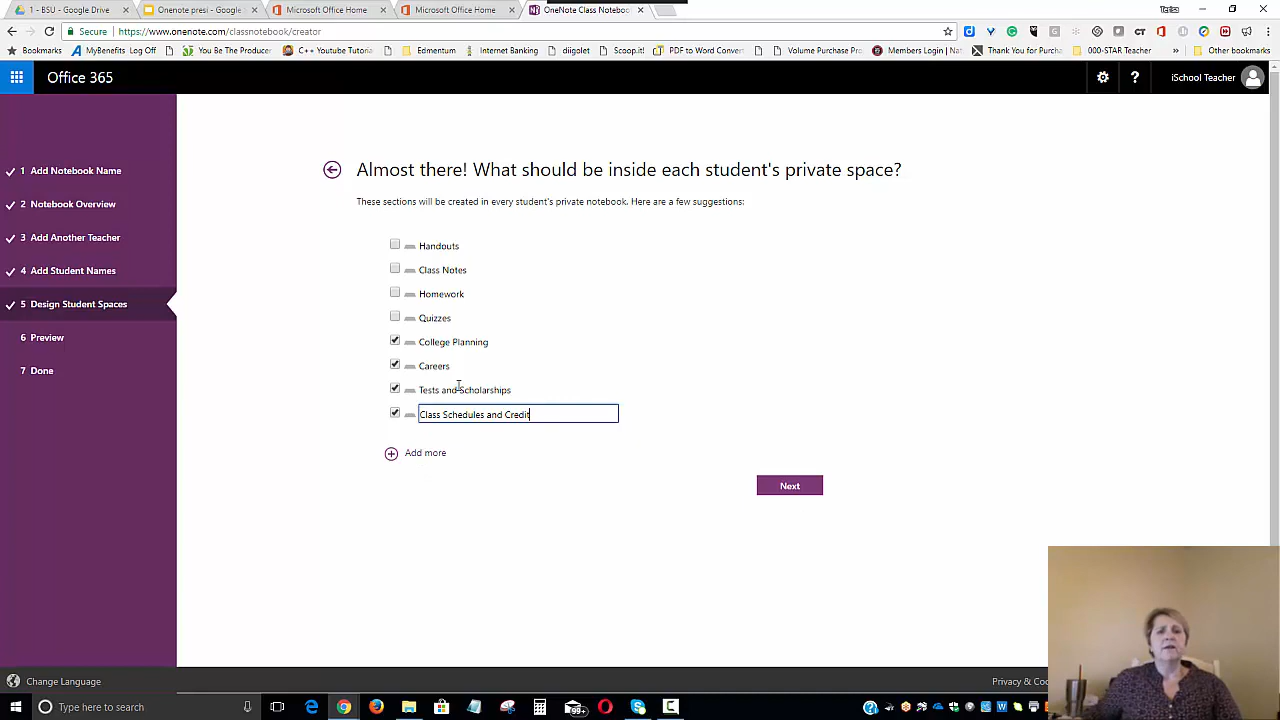 1 - BSU - Google Drive
Onenote presi - Google
Microsoft Office Home
Microsoft Office Home
OneNote Class Noteboo
Secure
https://www.onenote.com/classnotebook/creator
Bookmarks
MyBenefits Log Off
You Be The Producer
C++ Youtube Tutoria
Edmentum
Internet Banking
diigolet
Scoop.it!
PDF to Word Convert
Volume Purchase Pro
Members Login | Nat
Thank You for Purcha
000-STAR Teacher
Other bookmarks
Office 365
iSchool Teacher
1 Add Notebook Name
2 Notebook Overview
3 Add Another Teacher
4 Add Student Names
5 Design Student Spaces
6 Preview
7 Done
Almost there! What should be inside each student's private space?
These sections will be created in every student's private notebook. Here are a few suggestions:
Handouts
Class Notes
Homework
Quizzes
College Planning
Careers
Tests and Scholarships
Class Schedules and Credit
Add more
Next
Change Language
Privacy & Coo
Type here to search